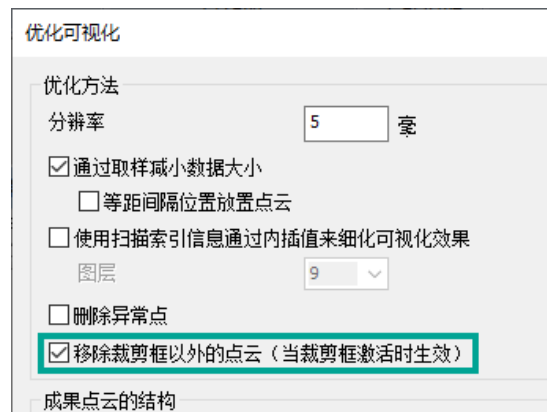 优化可视化
优化方法
分辨率 5 毫
通过取样减小数据大小
等距间隔位置放置点云
使用扫描索引信息通过内插值来细化可视化效果
图层 9
删除异常点
移除裁剪框以外的点云（当裁剪框激活时生效）
成果点云的结构